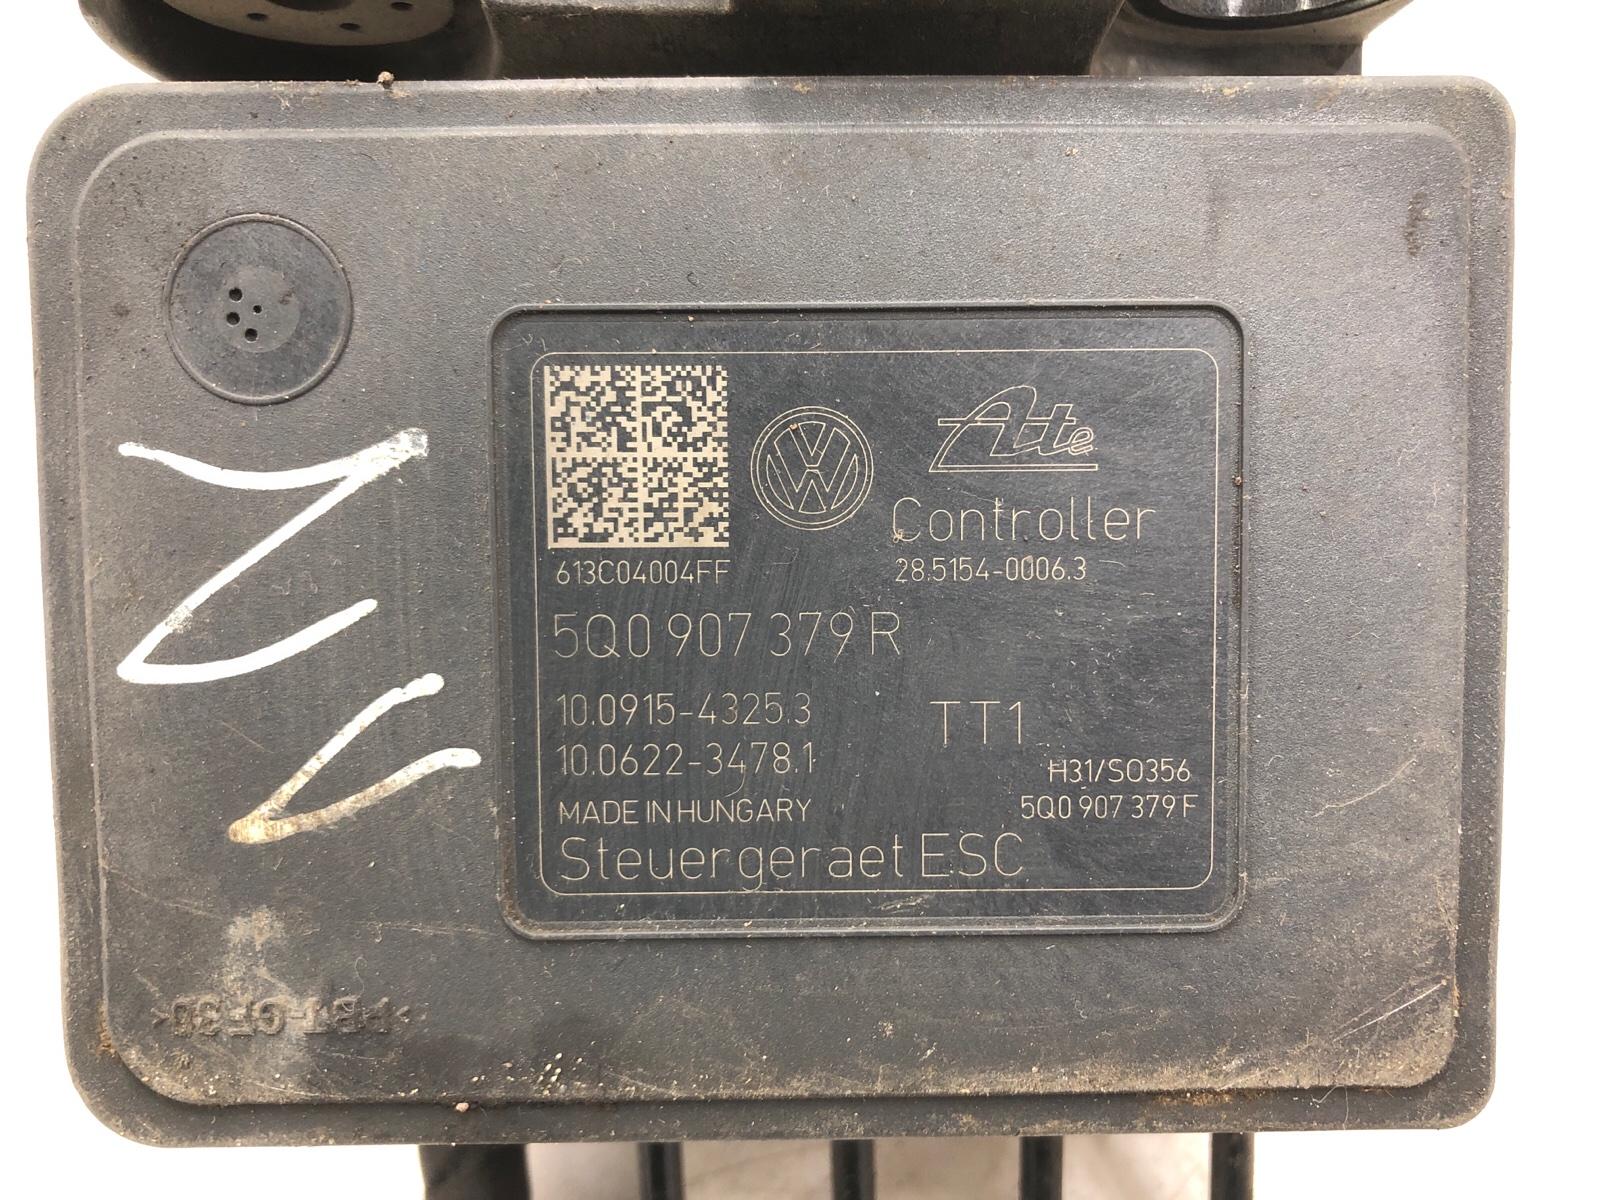 Ate
Controller
613C04004FF
28.5154-0006.3
5Q0 907 379 R
10.0915-4325.3
TT1
10.0622-3478.1
H31/S0356
MADE IN HUNGARY
5Q0 907 379 F
Steuergeraet ESC